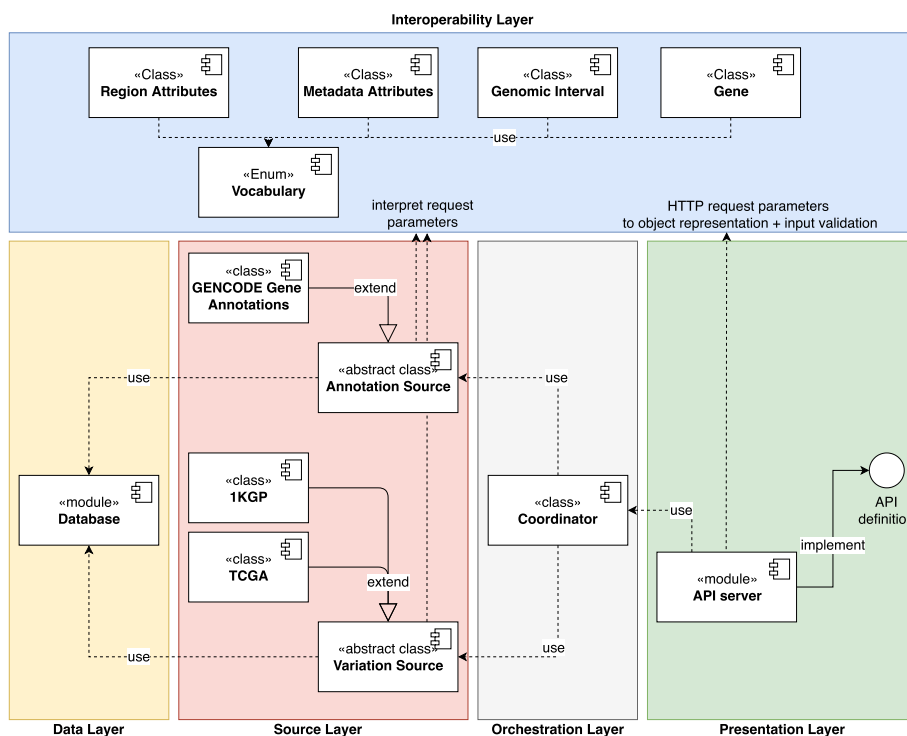 Interoperability Layer
«Class»
Region Attributes
«Class»
Metadata Attributes
«Class»
Genomic Interval
«Class»
Gene
use
«Enum»
Vocabulary
interpret request
parameters
HTTP request parameters
to object representation + input validation
«class»
GENCODE Gene
Annotations
extend
«abstract class»
Annotation Source
use
use
«class»
1KGP
«module»
Database
«class»
Coordinator
use
API
definitio
implement
«class»
TCGA
extend
«module»
API server
«abstract class»
Variation Source
use
use
Data Layer
Source Layer
Orchestration Layer
Presentation Layer